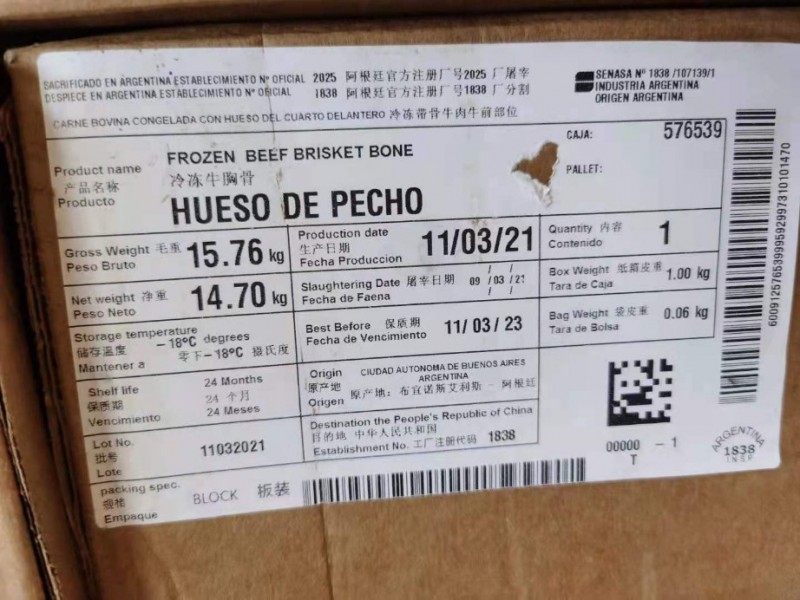 SACRIFICADO EN ARGENTINA ESTABLECIMIENTO Nº OFICIAL 2025 阿根廷官方注册厂号2025 厂屠宰
DESPIECE EN ARGENTINA ESTABLECIMIENTO Nº OFICIAL 1838 阿根廷官方注册厂号1838 厂分割
SENASA Nº 1838 /107139/1
INDUSTRIA ARGENTINA
ORIGEN ARGENTINA
CARNE BOVINA CONGELADA CON HUESO DEL CUARTO DELANTERO 冷冻带骨牛肉牛前部位
CAJA: 576539
PALLET:
Product name
产品名称
Producto
FROZEN BEEF BRISKET BONE
冷冻牛胸骨
HUESO DE PECHO
Gross Weight 毛重
Peso Bruto
15.76 kg
Production date
生产日期
Fecha Produccion
11/03/21
Quantity 内容
Contenido
1
Net weight 净重
Peso Neto
14.70 kg
Slaughtering Date 屠宰日期
Fecha de Faena
/ /
09 /03 /21
/ /
Box Weight 纸箱皮重
Tara de Caja
1.00 kg
Storage temperature
储存温度
Mantener a
-18ºC degrees
零下-18ºC 摄氏度
Best Before 保质期
Fecha de Vencimiento
11/ 03 / 23
Bag Weight 袋皮重
Tara de Bolsa
0.06 kg
Shelf life
保质期
Vencimiento
24 Months
24 个月
24 Meses
Origin
原产地
Origen
CIUDAD AUTONOMA DE BUENOS AIRES
ARGENTINA
原产地：布宜诺斯艾利斯 - 阿根廷
Lot No.
批号
Lote
11032021
Destination the People's Republic of China
目的地 中华人民共和国
Establishment No. 工厂注册代码 1838
packing spec.
规格
Empaque
BLOCK 板装
00000 - 1
T
ARGENTINA
1838
INSP